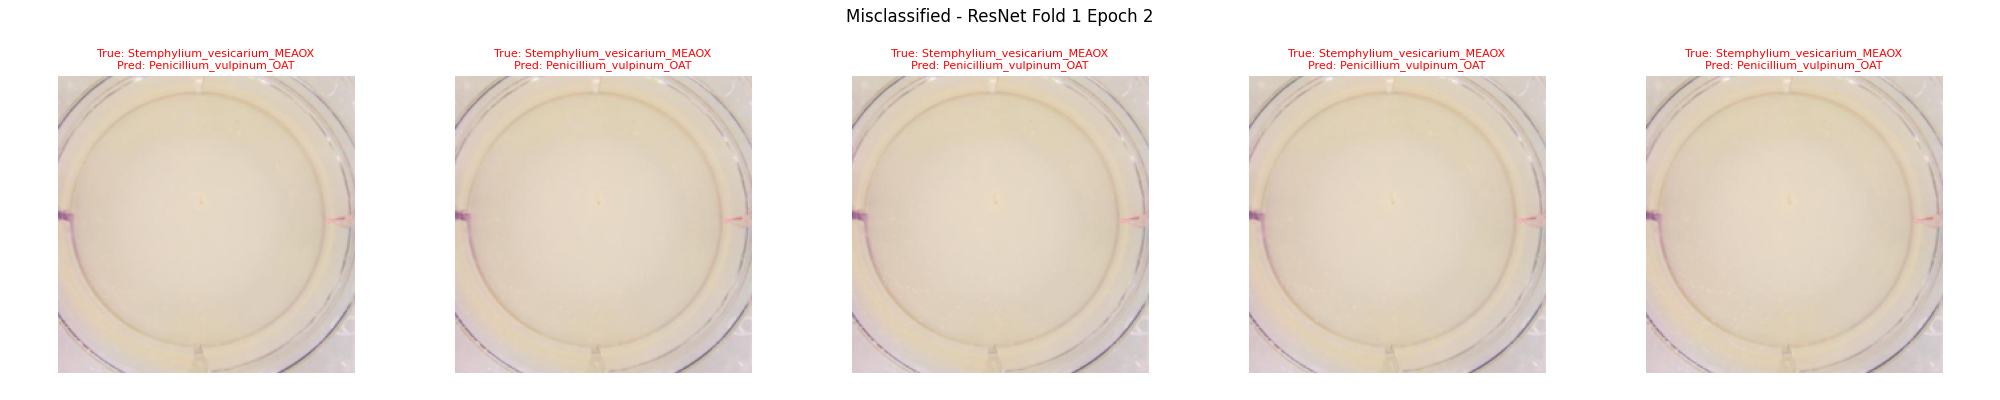 Misclassified - ResNet Fold 1 Epoch 2
True: Stemphylium_vesicarium_MEAOX
Pred: Penicillium_vulpinum_OAT
True: Stemphylium_vesicarium_MEAOX
Pred: Penicillium_vulpinum_OAT
True: Stemphylium_vesicarium_MEAOX
Pred: Penicillium_vulpinum_OAT
True: Stemphylium_vesicarium_MEAOX
Pred: Penicillium_vulpinum_OAT
True: Stemphylium_vesicarium_MEAOX
Pred: Penicillium_vulpinum_OAT